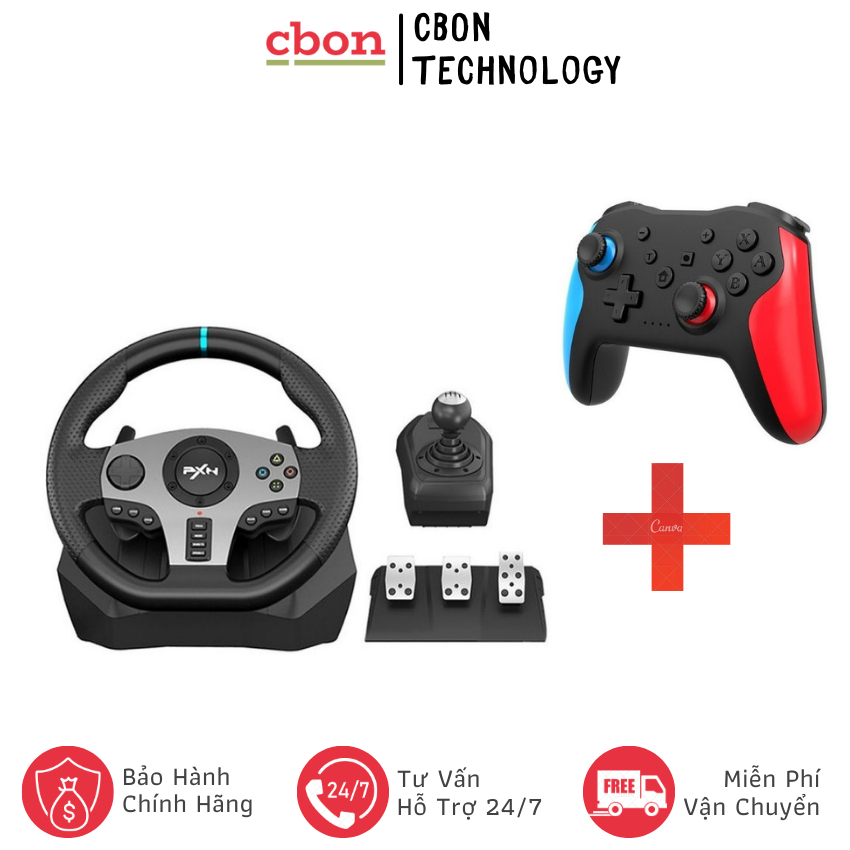 cbon
CBON
TECHNOLOGY
X
Y
A
B
T
PXN
Canva
Bảo Hành
Chính Hãng
24/7
Tư Vấn
Hỗ Trợ 24/7
FREE
Miễn Phí
Vận Chuyển